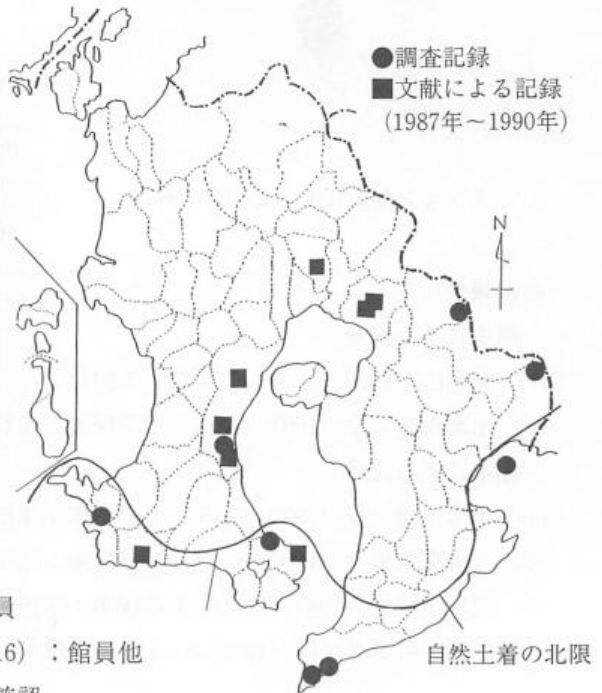 ●調査記録
■文献による記録
(1987年～1990年)
N
員
16）：館員他
自然土着の北限